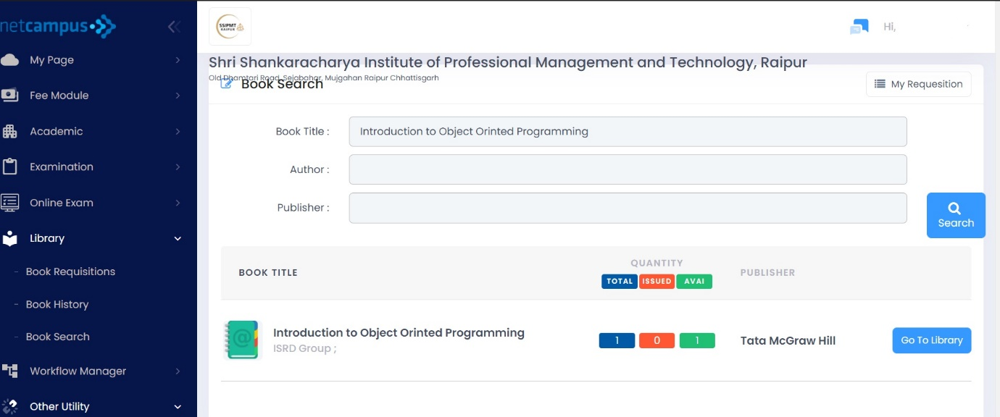 netcampus
My Page
Fee Module
Academic
Examination
Online Exam
Library
- Book Requisitions
- Book History
- Book Search
Workflow Manager
Other Utility
SSIPMT
RAIPUR
Hi,
Shri Shankaracharya Institute of Professional Management and Technology, Raipur
Old Dhamtari Road, Sejabahar, Mujgahan Raipur Chhattisgarh
Book Search
My Requesition
Book Title :
Introduction to Object Orinted Programming
Author :
Publisher :
Search
BOOK TITLE
QUANTITY
TOTAL ISSUED AVAI
PUBLISHER
Introduction to Object Orinted Programming
ISRD Group ;
1 0 1
Tata McGraw Hill
Go To Library